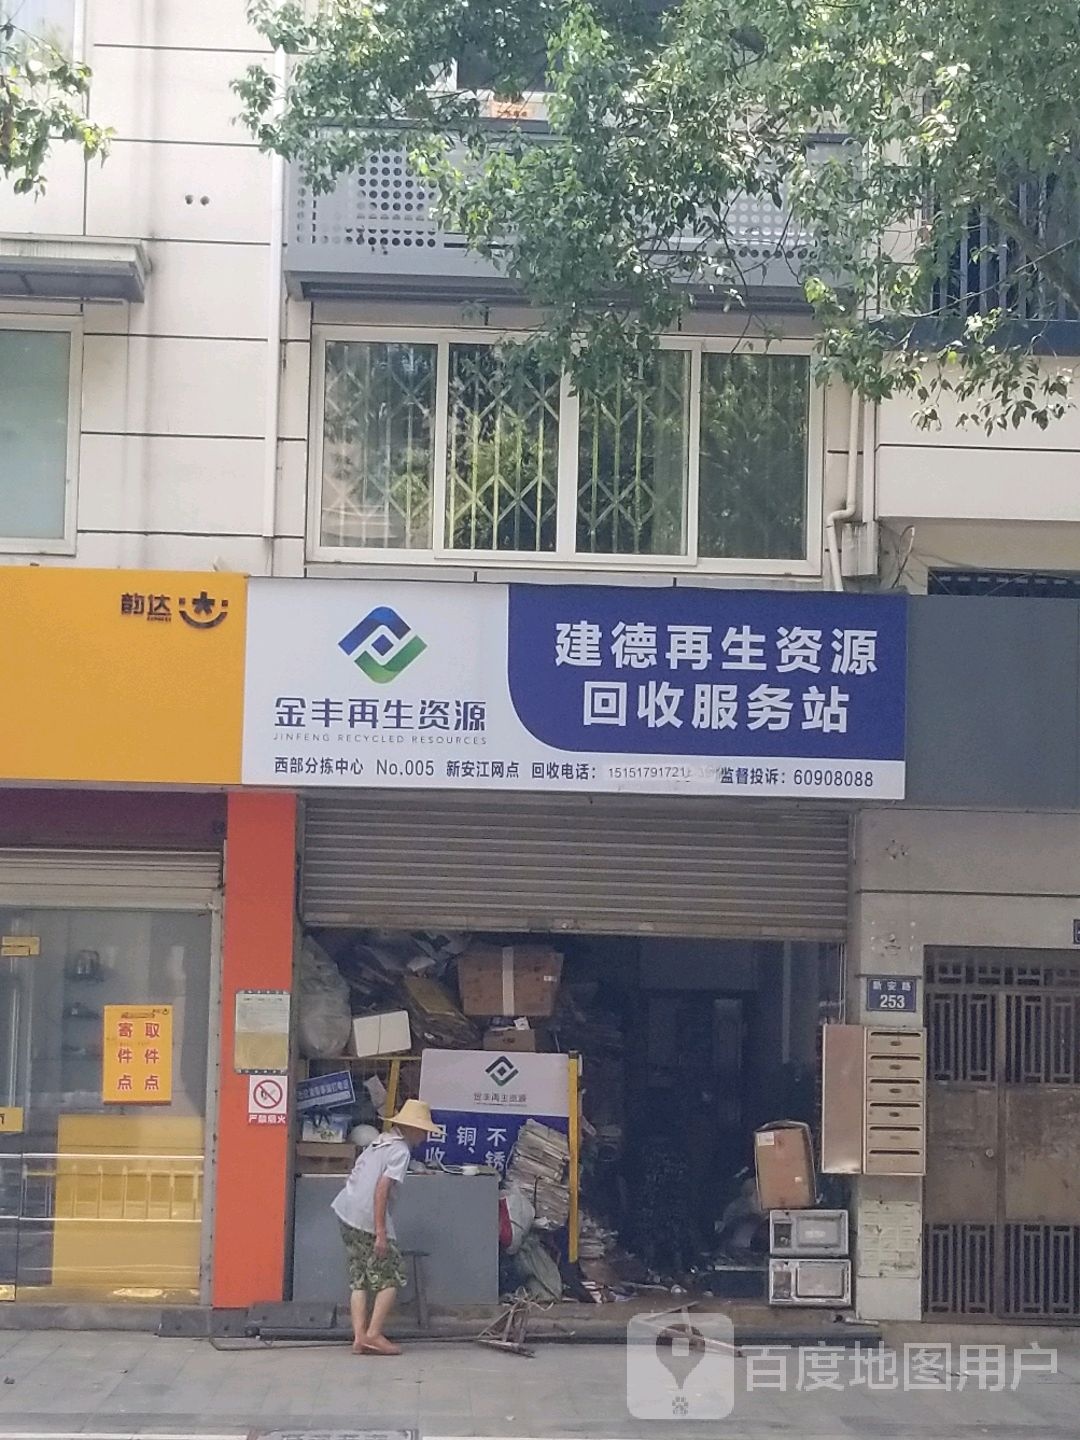 韵达
EXPRESS
金丰再生资源
JINFENG RECYCLED RESOURCES
建德再生资源
回收服务站
西部分拣中心 No.005 新安江网点 回收电话: 1515179172 监督投诉: 60908088
新安路
253
寄取
件件
点点
严禁烟火
金丰再生资源
回收
铜、
不锈
百度地图用户